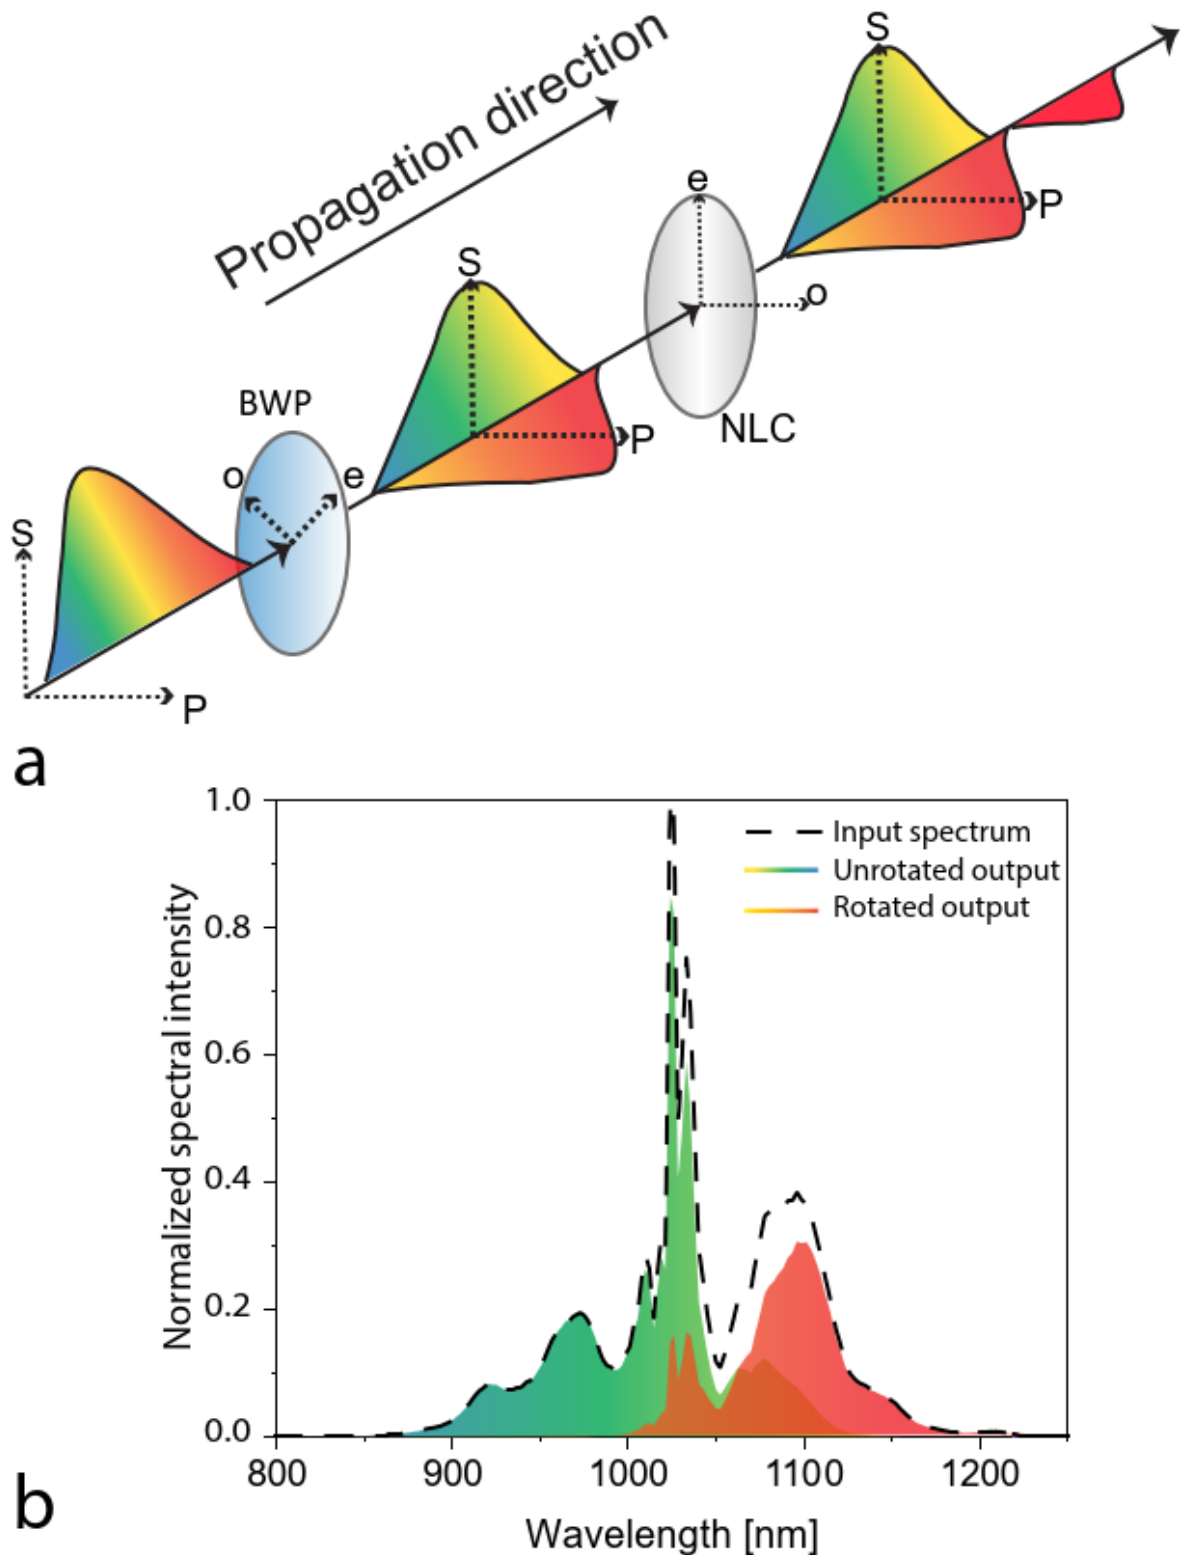 Propagation direction
S
P
BWP
o
e
S
P
e
o
NLC
S
P
a
Normalized spectral intensity
1.0
0.8
0.6
0.4
0.2
0.0
Input spectrum
Unrotated output
Rotated output
800
900
1000
1100
1200
Wavelength [nm]
b